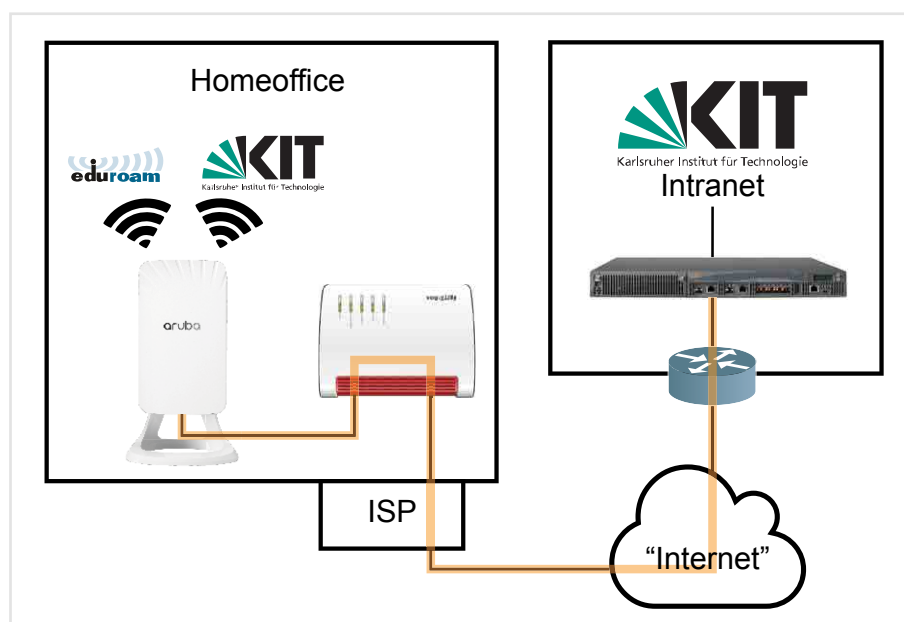 Homeoffice
eduroam
KIT
Karlsruher Institut für Technologie
aruba
ISP
KIT
Karlsruher Institut für Technologie
Intranet
“Internet”